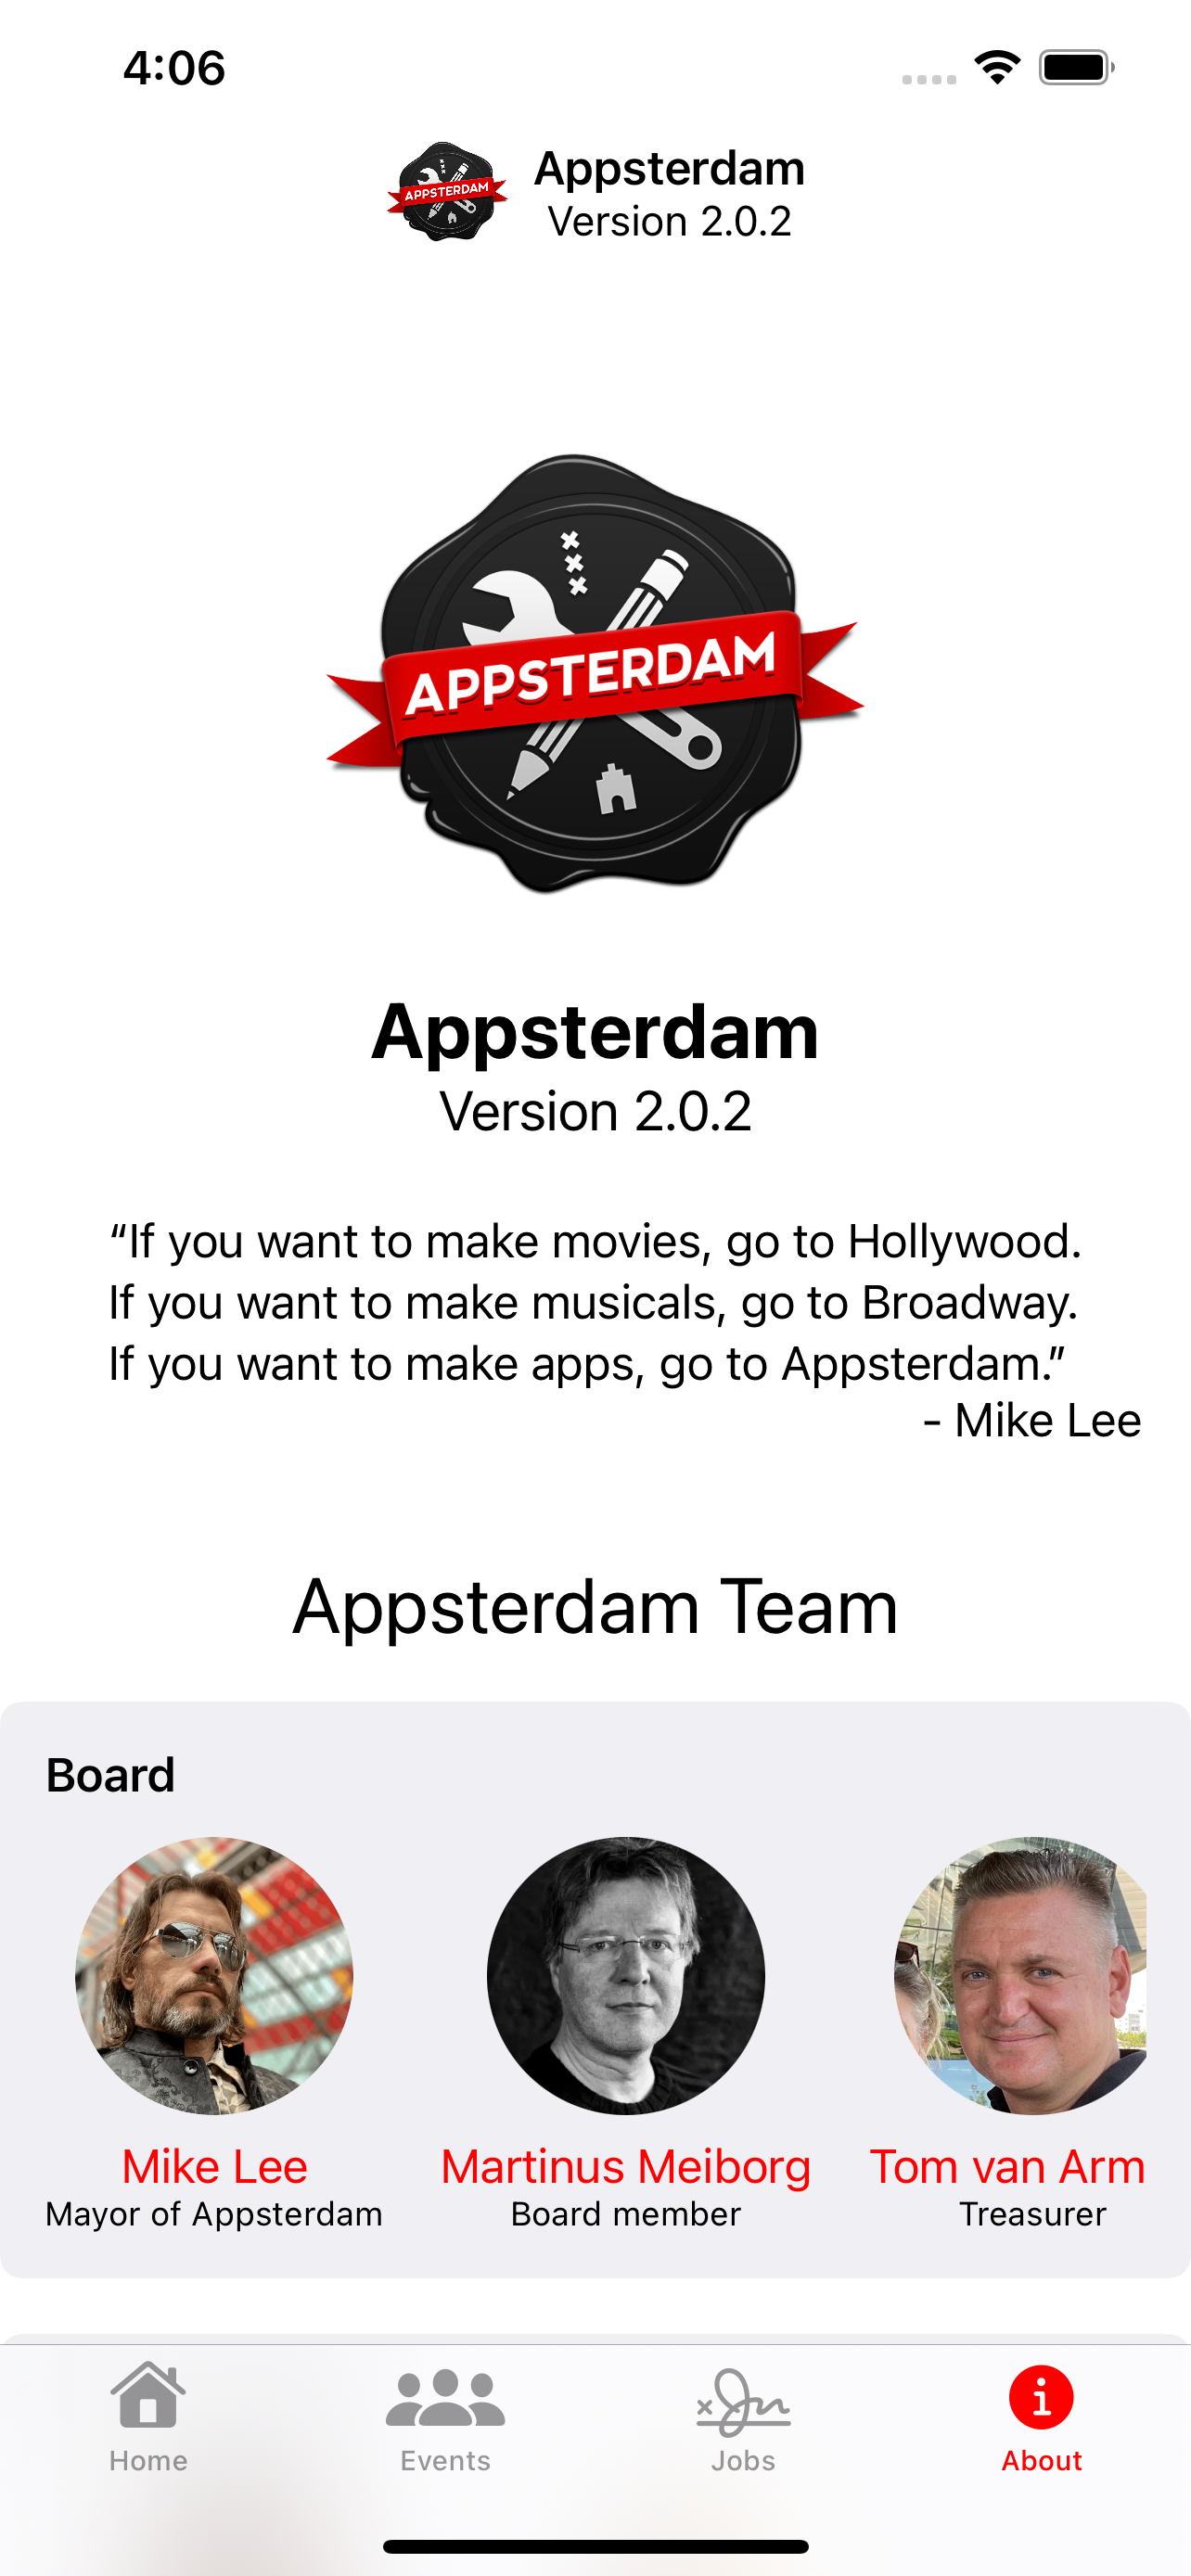 4:06
APPSTERDAM
Appsterdam
Version 2.0.2
APPSTERDAM
Appsterdam
Version 2.0.2
“If you want to make movies, go to Hollywood.
If you want to make musicals, go to Broadway.
If you want to make apps, go to Appsterdam.”
- Mike Lee
Appsterdam Team
Board
Mike Lee
Martinus Meiborg
Tom van Arm
Mayor of Appsterdam
Board member
Treasurer
Home
Events
Jobs
About